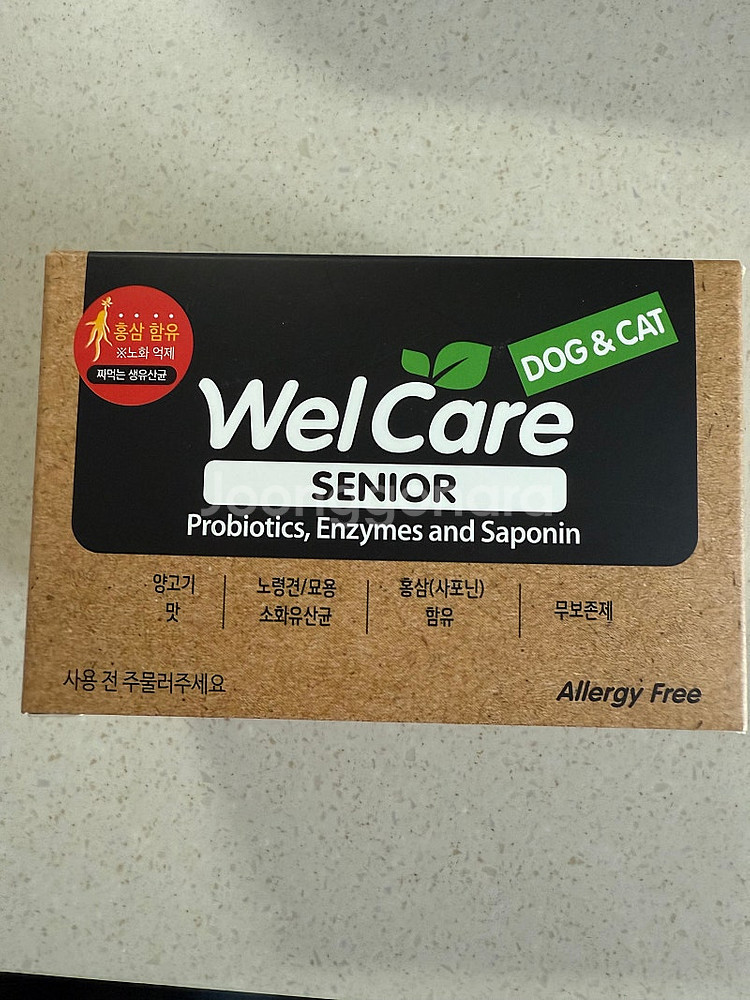 홍삼 함유
※노화 억제
짜먹는 생유산균
DOG & CAT
WelCare
SENIOR
Joonggonara
Probiotics, Enzymes and Saponin
양고기
맛
노령견/묘용
소화유산균
홍삼(사포닌)
함유
무보존제
사용 전 주물러주세요
Allergy Free